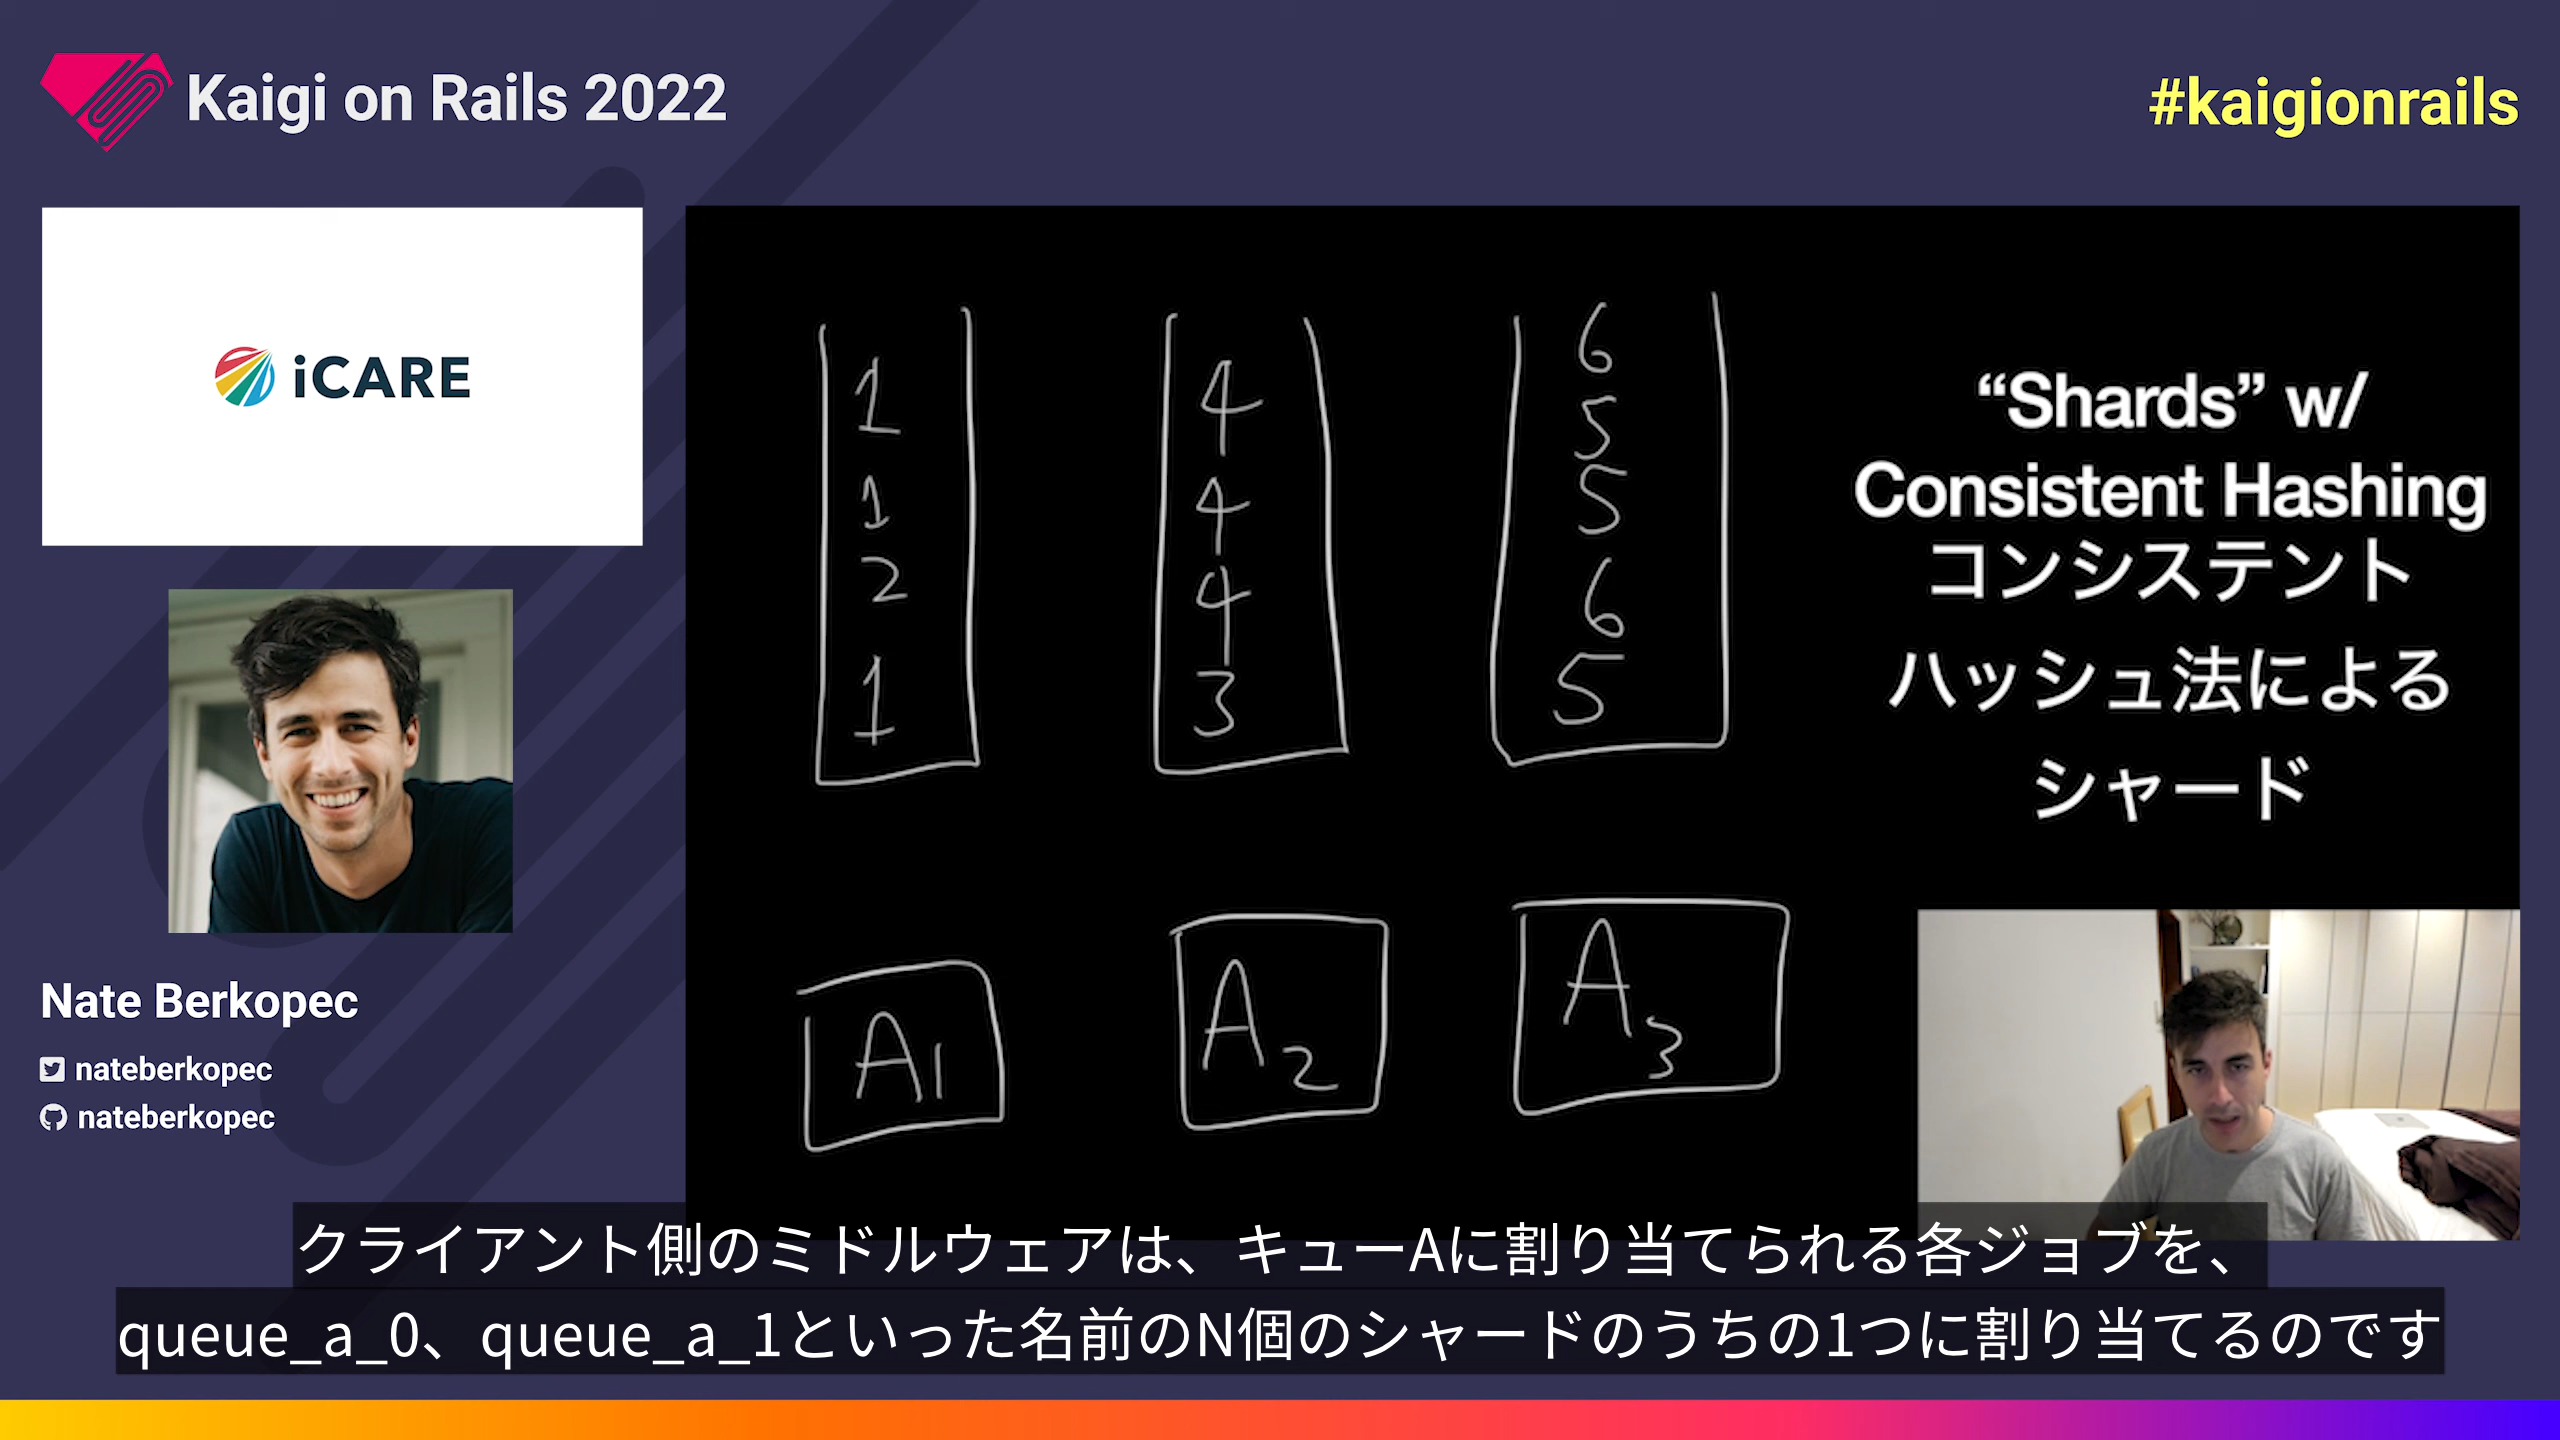 Kaigi on Rails 2022
#kaigionrails
iCARE
Nate Berkopec
nateberkopec
nateberkopec
1
1
2
1
4
4
4
3
6
5
5
6
5
A1
A2
A3
“Shards” w/
Consistent Hashing
コンシステント
ハッシュ法による
シャード
クライアント側のミドルウェアは、キューAに割り当てられる各ジョブを、
queue_a_0、queue_a_1といった名前のN個のシャードのうちの1つに割り当てるのです